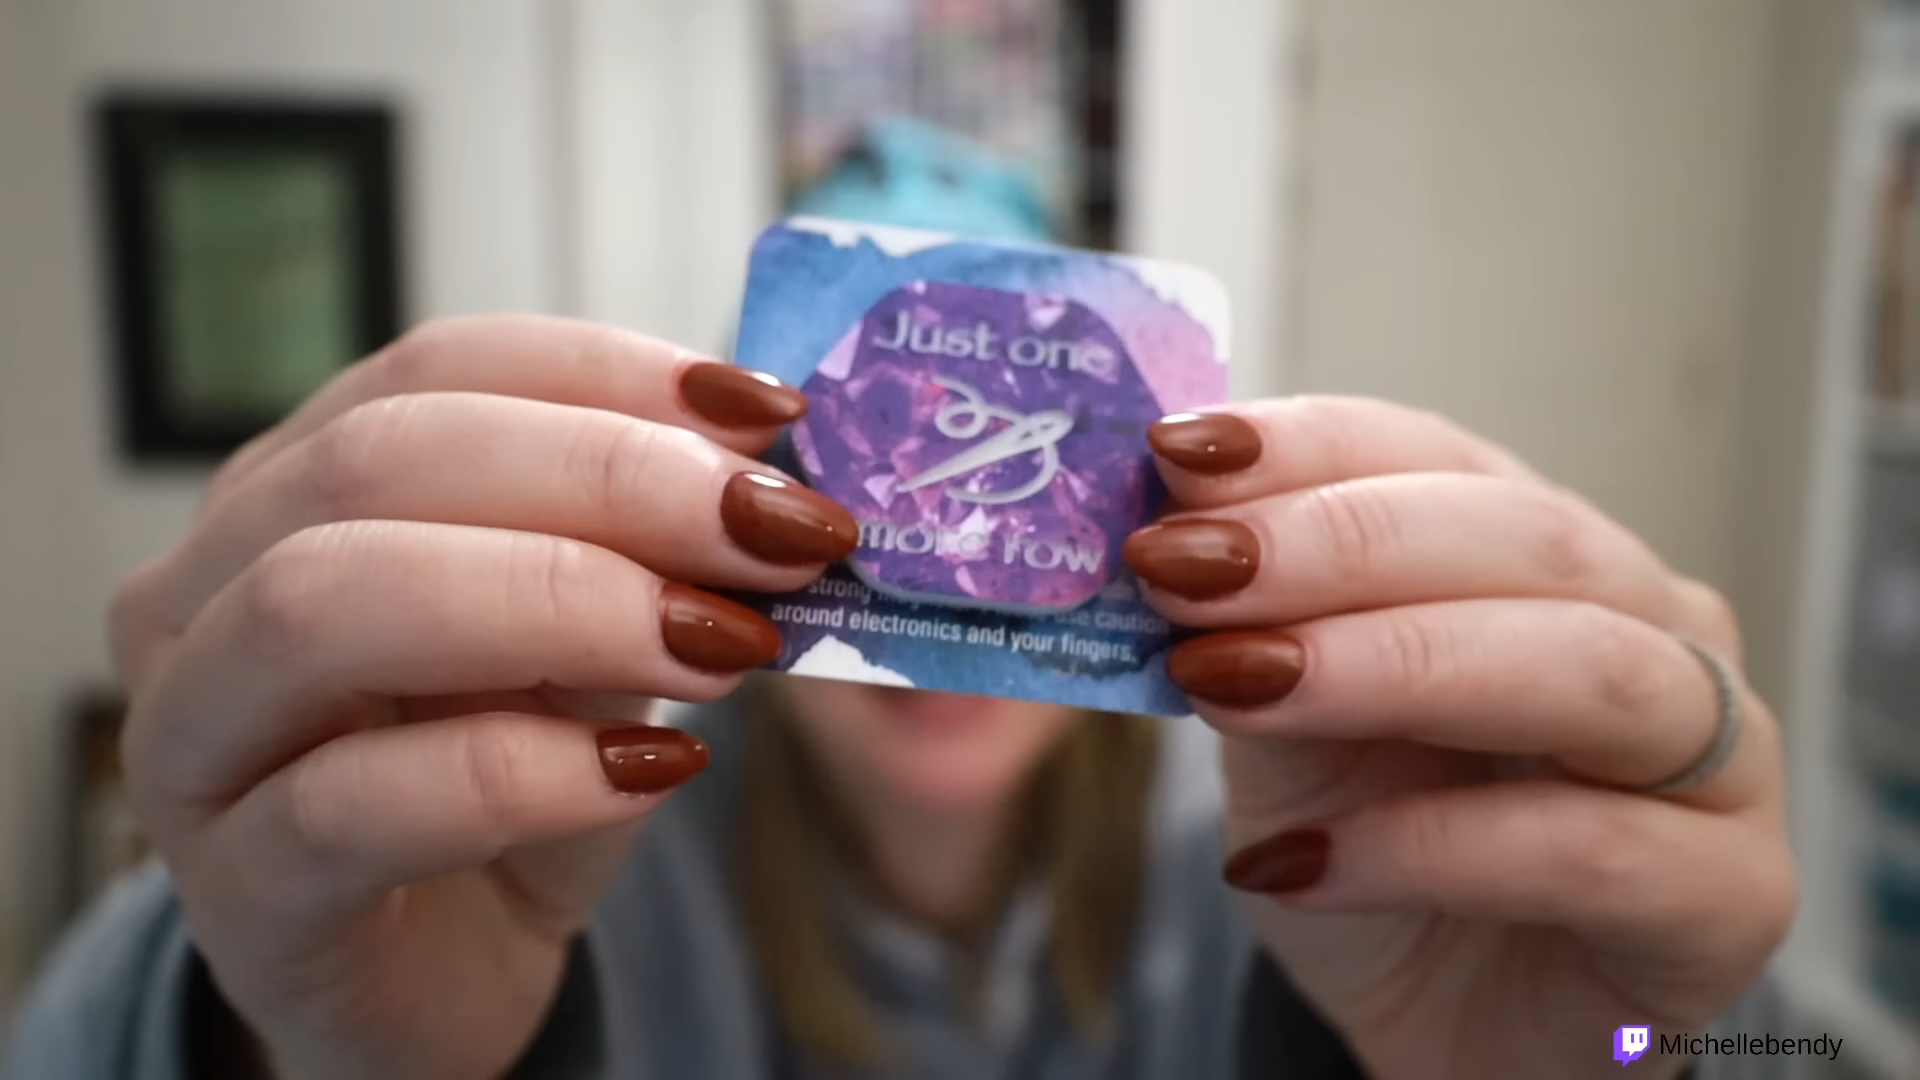 Just one
more row
strong use caution
around electronics and your fingers.
Michellebendy